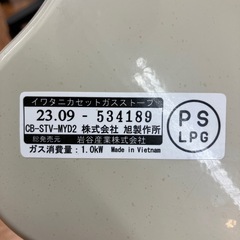 イワタニカセットガスストーブ
23.09 - 534189
CB-STV-MYD2 株式会社 旭製作所
総発売元 岩谷産業株式会社
ガス消費量：1.0kW Made in Vietnam
PS
LPG